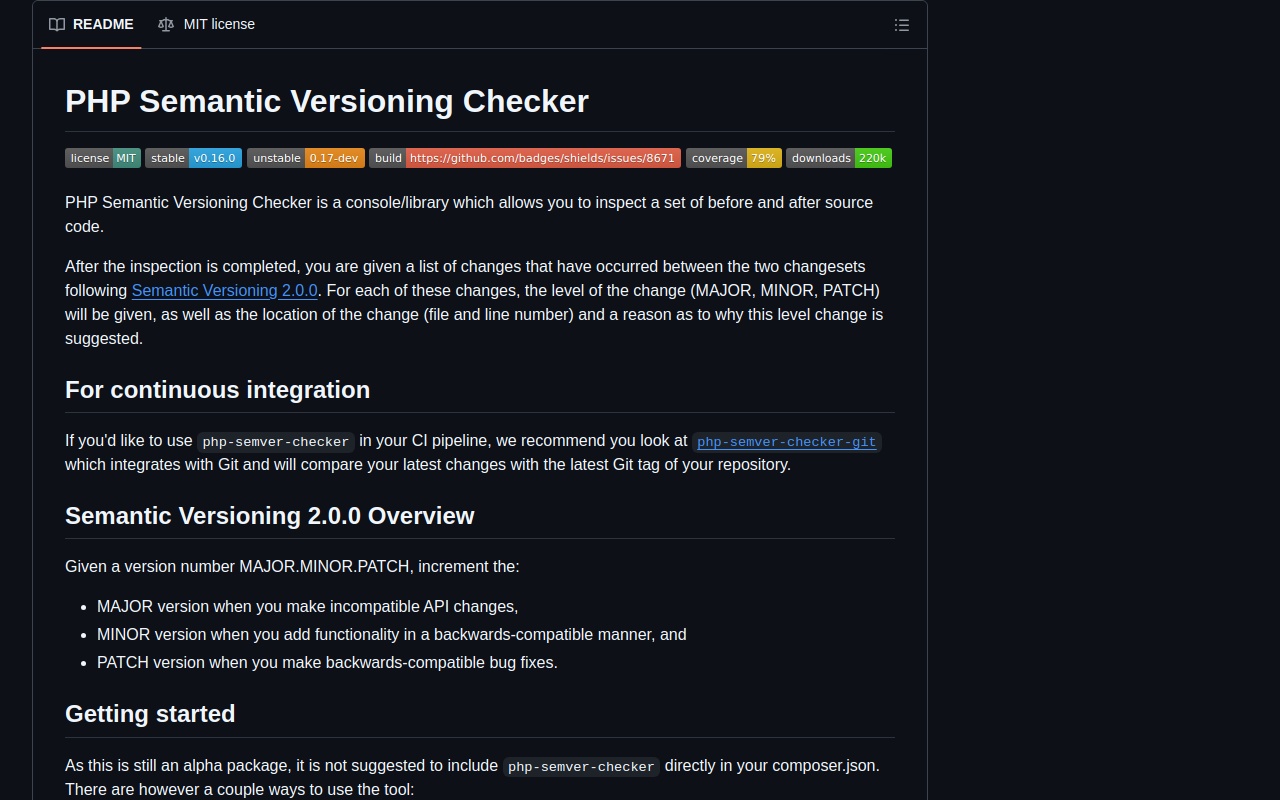 README MIT license
PHP Semantic Versioning Checker
license MIT stable v0.16.0 unstable 0.17-dev build https://github.com/badges/shields/issues/8671 coverage 79% downloads 220k
PHP Semantic Versioning Checker is a console/library which allows you to inspect a set of before and after source
code.
After the inspection is completed, you are given a list of changes that have occurred between the two changesets
following Semantic Versioning 2.0.0. For each of these changes, the level of the change (MAJOR, MINOR, PATCH)
will be given, as well as the location of the change (file and line number) and a reason as to why this level change is
suggested.
For continuous integration
If you'd like to use php-semver-checker in your CI pipeline, we recommend you look at php-semver-checker-git
which integrates with Git and will compare your latest changes with the latest Git tag of your repository.
Semantic Versioning 2.0.0 Overview
Given a version number MAJOR.MINOR.PATCH, increment the:
• MAJOR version when you make incompatible API changes,
• MINOR version when you add functionality in a backwards-compatible manner, and
• PATCH version when you make backwards-compatible bug fixes.
Getting started
As this is still an alpha package, it is not suggested to include php-semver-checker directly in your composer.json.
There are however a couple ways to use the tool: